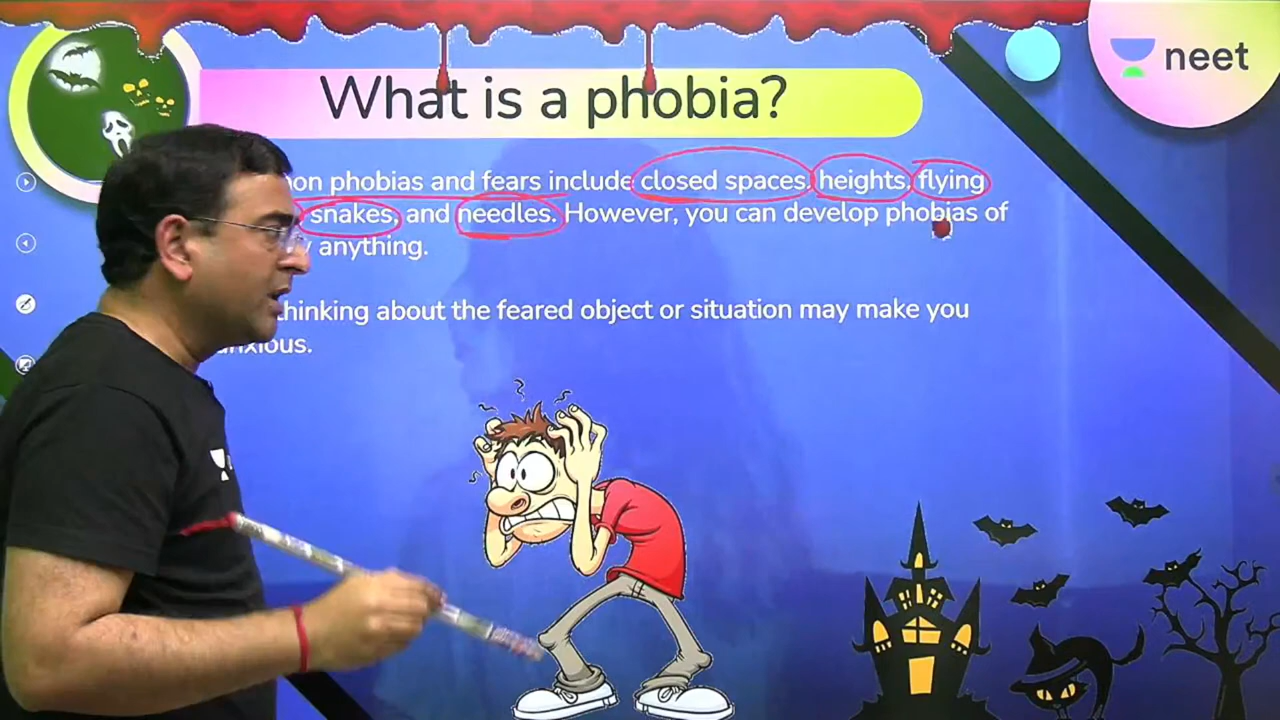 neet
What is a phobia?
phobias and fears include closed spaces, heights, flying
snakes, and needles. However, you can develop phobias of
anything.
thinking about the feared object or situation may make you
anxious.